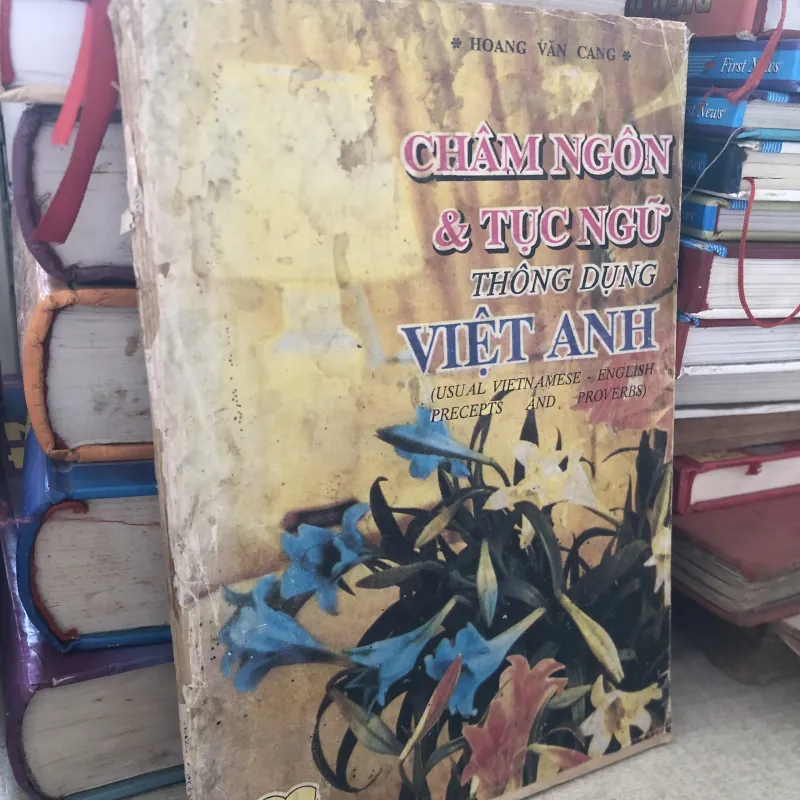 * HOANG VĂN CANG *
CHÂM NGÔN
& TỤC NGỮ
THÔNG DỤNG
VIỆT ANH
(USUAL VIETNAMESE - ENGLISH
PRECEPTS AND PROVERBS)
First News
st News